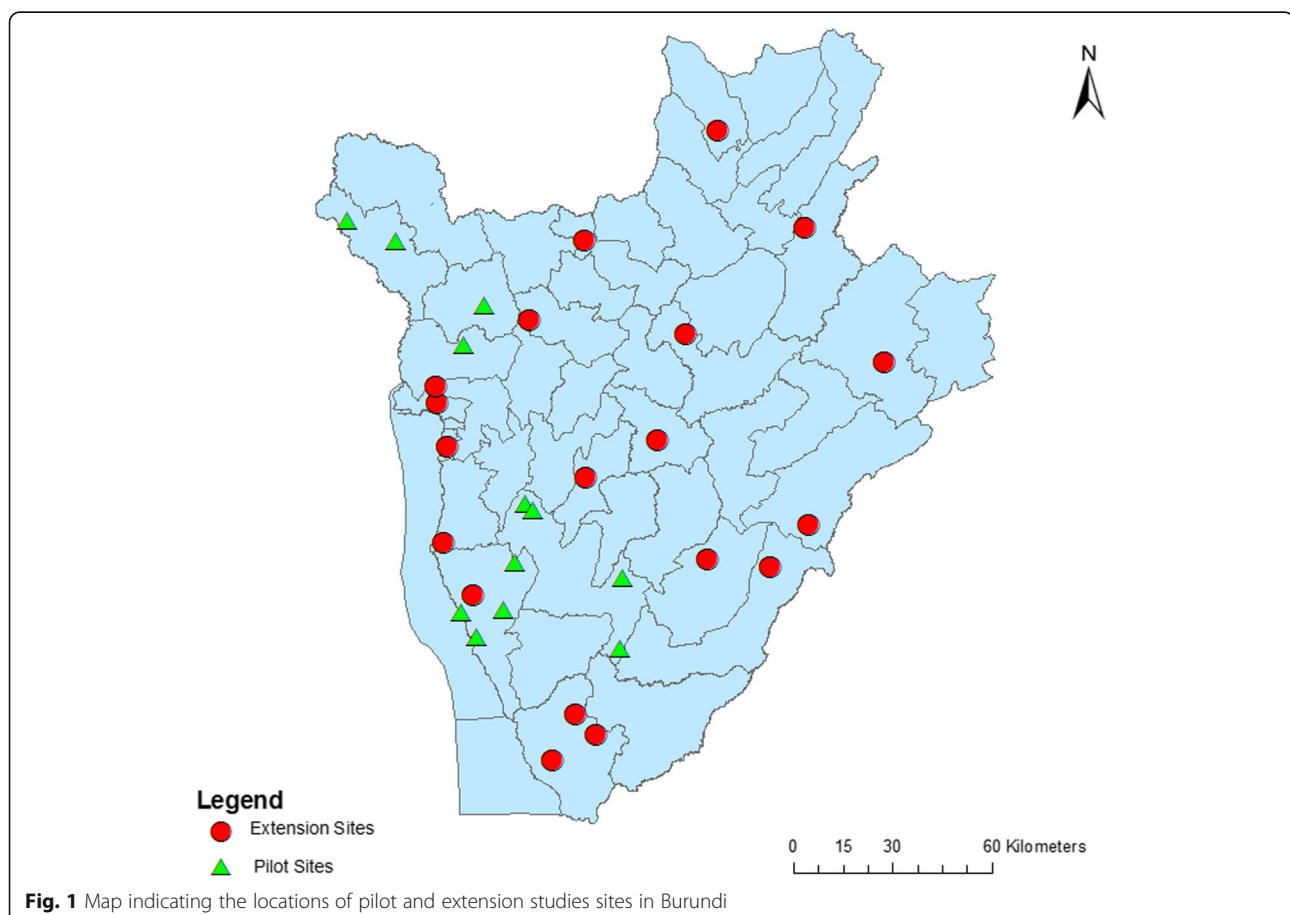 N
Legend
Extension Sites
Pilot Sites
0 15 30 60 Kilometers
Fig. 1 Map indicating the locations of pilot and extension studies sites in Burundi